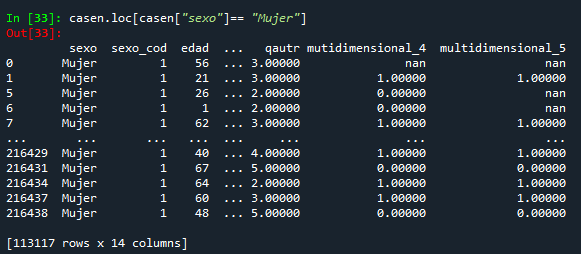 In [33]: casen.loc[casen["sexo"]== "Mujer"]
Out[33]:
sexo sexo_cod edad ... qautr mutidimensional_4 multidimensional_5
0 Mujer 1 56 ... 3.00000 nan nan
1 Mujer 1 21 ... 3.00000 1.00000 1.00000
5 Mujer 1 26 ... 2.00000 0.00000 nan
6 Mujer 1 1 ... 2.00000 0.00000 nan
7 Mujer 1 62 ... 3.00000 1.00000 1.00000
... ... ... ... ... ... ... ...
216429 Mujer 1 40 ... 4.00000 1.00000 1.00000
216431 Mujer 1 67 ... 5.00000 0.00000 0.00000
216434 Mujer 1 64 ... 2.00000 1.00000 1.00000
216437 Mujer 1 60 ... 3.00000 1.00000 1.00000
216438 Mujer 1 48 ... 5.00000 0.00000 0.00000
[113117 rows x 14 columns]